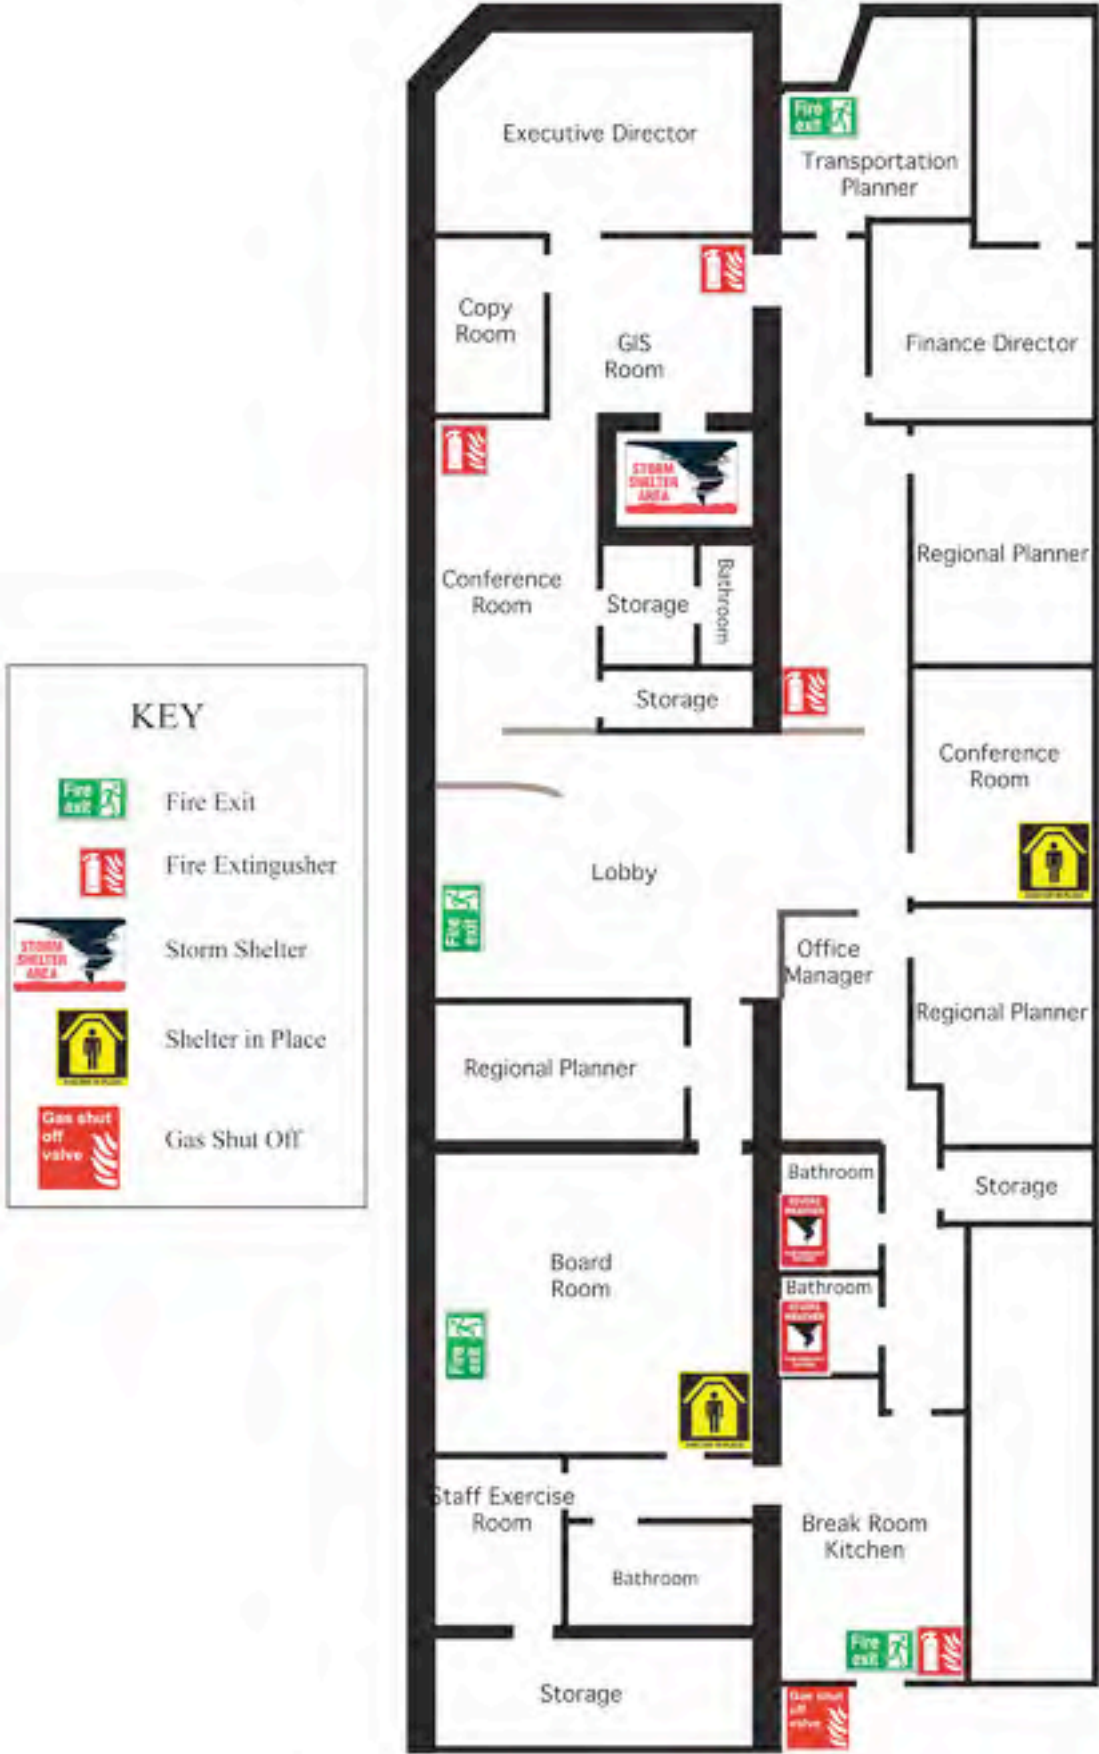 Executive Director
Fire
exit
Transportation
Planner
Copy
Room
GIS
Room
Finance Director
STORM
SHELTER
AREA
Regional Planner
Conference
Room
Storage
Bathroom
Storage
Conference
Room
KEY
Fire
exit
Fire Exit
Fire Extingusher
STORM
SHELTER
AREA
Storm Shelter
Shelter in Place
Gas shut
off
valve
Gas Shut Off
Lobby
Fire
exit
Office
Manager
Regional Planner
Regional Planner
Bathroom
SEVERE
WEATHER
Storage
Board
Room
Bathroom
SEVERE
WEATHER
Fire
exit
Staff Exercise
Room
Break Room
Kitchen
Bathroom
Fire
exit
Storage
Gas shut
off
valve